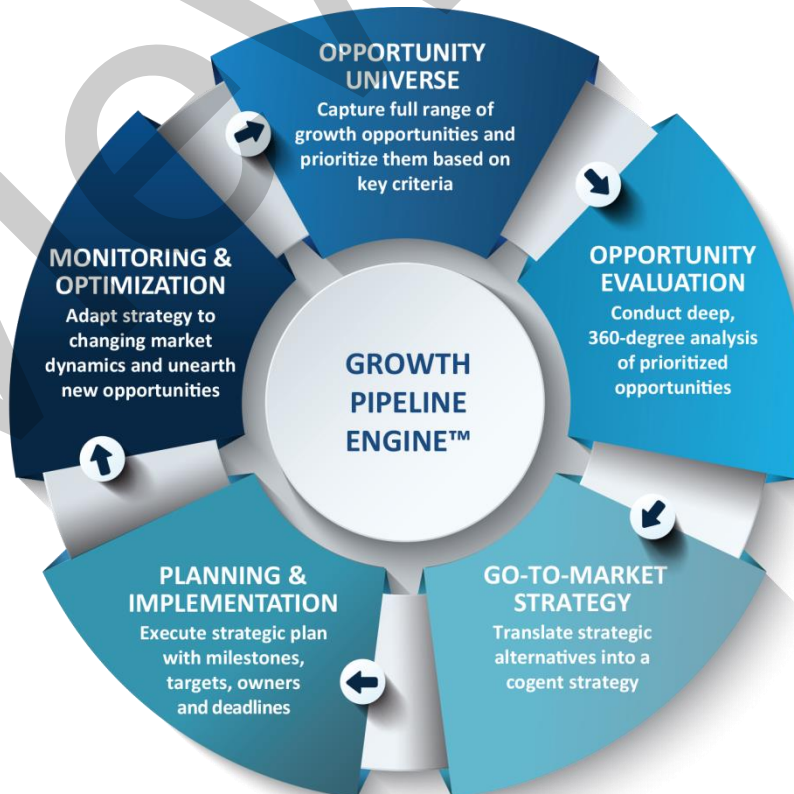 OPPORTUNITY
UNIVERSE
Capture full range of
growth opportunities and
prioritize them based on
key criteria
OPPORTUNITY
EVALUATION
Conduct deep,
360-degree analysis
of prioritized
opportunities
GO-TO-MARKET
STRATEGY
Translate strategic
alternatives into a
cogent strategy
PLANNING &
IMPLEMENTATION
Execute strategic plan
with milestones,
targets, owners
and deadlines
MONITORING &
OPTIMIZATION
Adapt strategy to
changing market
dynamics and unearth
new opportunities
GROWTH
PIPELINE
ENGINE™